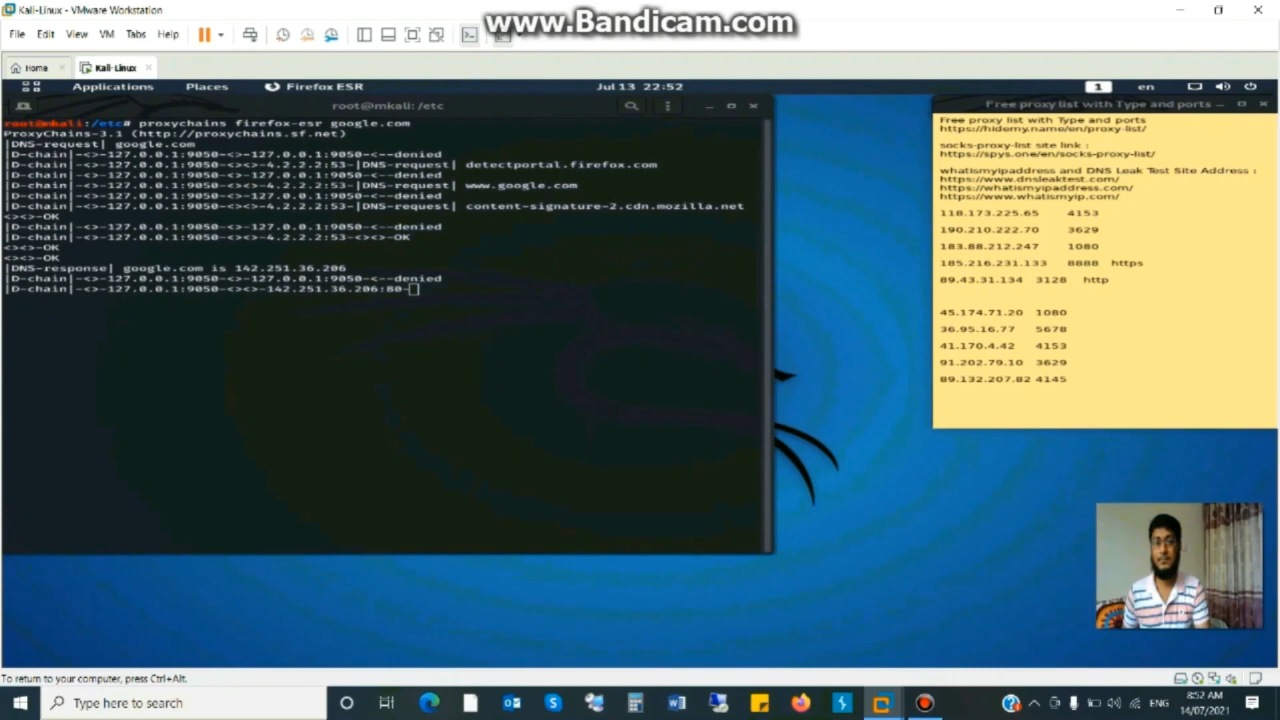 Kali-Linux - VMware Workstation
www.Bandicam.com
File Edit View VM Tabs Help
Home Kali-Linux
Applications Places Firefox ESR Jul 13 22:52 1 en
root@mkali: /etc
root@mkali:/etc# proxychains firefox-esr google.com
ProxyChains-3.1 (http://proxychains.sf.net)
|DNS-request| google.com
|D-chain|-<>-127.0.0.1:9050-<>-127.0.0.1:9050-<--denied
|D-chain|-<>-127.0.0.1:9050-<><>-4.2.2.2:53-|DNS-request| detectportal.firefox.com
|D-chain|-<>-127.0.0.1:9050-<>-127.0.0.1:9050-<--denied
|D-chain|-<>-127.0.0.1:9050-<><>-4.2.2.2:53-|DNS-request| www.google.com
|D-chain|-<>-127.0.0.1:9050-<>-127.0.0.1:9050-<--denied
|D-chain|-<>-127.0.0.1:9050-<><>-4.2.2.2:53-|DNS-request| content-signature-2.cdn.mozilla.net
<><>-OK
|D-chain|-<>-127.0.0.1:9050-<>-127.0.0.1:9050-<--denied
|D-chain|-<>-127.0.0.1:9050-<><>-4.2.2.2:53-<><>-OK
<><>-OK
<><>-OK
|DNS-response| google.com is 142.251.36.206
|D-chain|-<>-127.0.0.1:9050-<>-127.0.0.1:9050-<--denied
|D-chain|-<>-127.0.0.1:9050-<><>-142.251.36.206:80-
Free proxy list with Type and ports
Free proxy list with Type and ports
https://hidemy.name/en/proxy-list/
socks-proxy-list site link :
https://spys.one/en/socks-proxy-list/
whatismyipaddress and DNS Leak Test Site Address :
https://www.dnsleaktest.com/
https://whatismyipaddress.com/
https://www.whatismyip.com/
118.173.225.65 4153
190.210.222.70 3629
183.88.212.247 1080
185.216.231.133 8888 https
89.43.31.134 3128 http
45.174.71.20 1080
36.95.16.77 5678
41.170.4.42 4153
91.202.79.10 3629
89.132.207.82 4145
To return to your computer, press Ctrl+Alt.
Type here to search
ENG
8:52 AM
14/07/2021